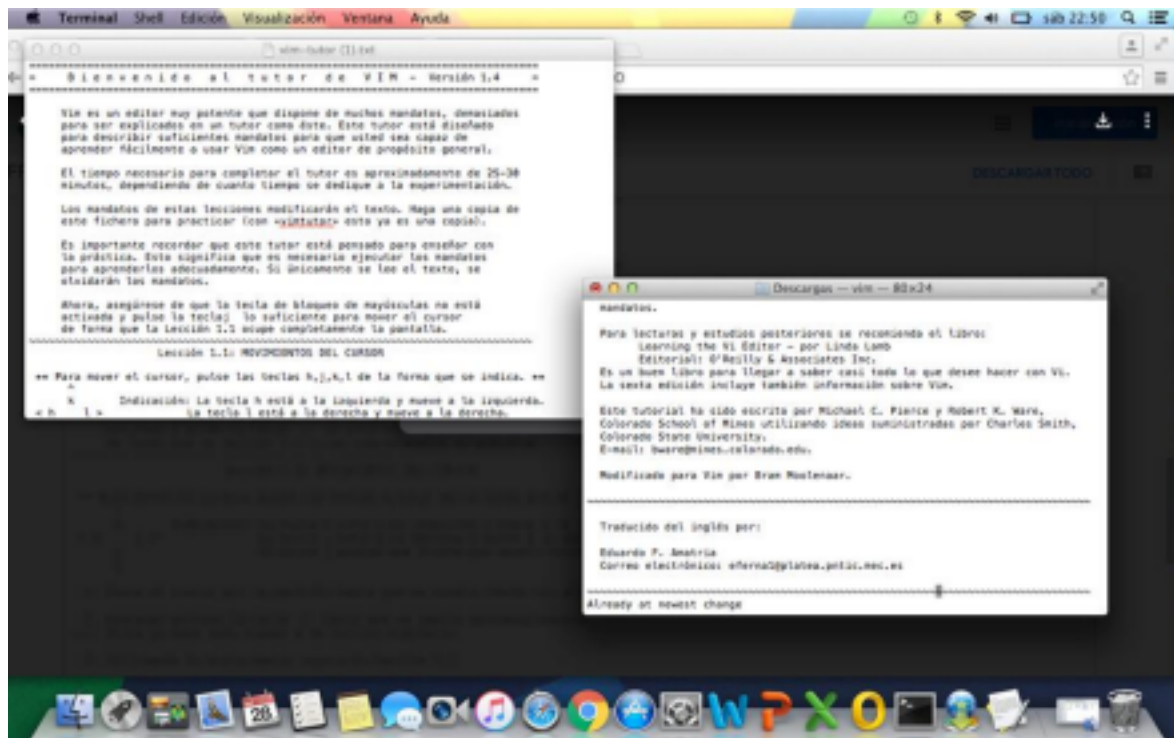 Terminal Shell Edición Visualización Ventana Ayuda
sáb 22:50
vim-tutor (1).txt
===============================================================================
= B i e n v e n i d o a l t u t o r d e V I M - Versión 1.4 =
===============================================================================
Vim es un editor muy potente que dispone de muchos mandatos, demasiados
para ser explicados en un tutor como éste. Este tutor está diseñado
para describir suficientes mandatos para que usted sea capaz de
aprender fácilmente a usar Vim como un editor de propósito general.
El tiempo necesario para completar el tutor es aproximadamente de 25-30
minutos, dependiendo de cuanto tiempo se dedique a la experimentación.
Los mandatos de estas lecciones modificarán el texto. Haga una copia de
este fichero para practicar (con «vimtutor» esto ya es una copia).
Es importante recordar que este tutor está pensado para enseñar con
la práctica. Esto significa que es necesario ejecutar los mandatos
para aprenderlos adecuadamente. Si únicamente se lee el texto, se
olvidarán los mandatos.
Ahora, asegúrese de que la tecla de bloqueo de mayúsculas no está
activada y pulse la tecla j lo suficiente para mover el cursor
de forma que la Lección 1.1 ocupe completamente la pantalla.
Lección 1.1: MOVIMIENTOS DEL CURSOR
** Para mover el cursor, pulse las teclas h,j,k,l de la forma que se indica. **
^
k Indicación: La tecla h está a la izquierda y mueve a la izquierda.
< h l > La tecla l está a la derecha y mueve a la derecha.
DESCARGAR TODO
Descargas — vim — 80×24
mandatos.
Para lecturas y estudios posteriores se recomienda el libro:
Learning the Vi Editor - por Linda Lamb
Editorial: O'Reilly & Associates Inc.
Es un buen libro para llegar a saber casi todo lo que desee hacer con Vi.
La sexta edición incluye también información sobre Vim.
Este tutorial ha sido escrito por Michael C. Pierce y Robert K. Ware,
Colorado School of Mines utilizando ideas suministradas por Charles Smith,
Colorado State University.
E-mail: bware@mines.colorado.edu.
Modificado para Vim por Bram Moolenaar.
Traducido del inglés por:
Eduardo F. Amatria
Correo electrónico: eferna1@platea.pntic.mec.es
Already at newest change